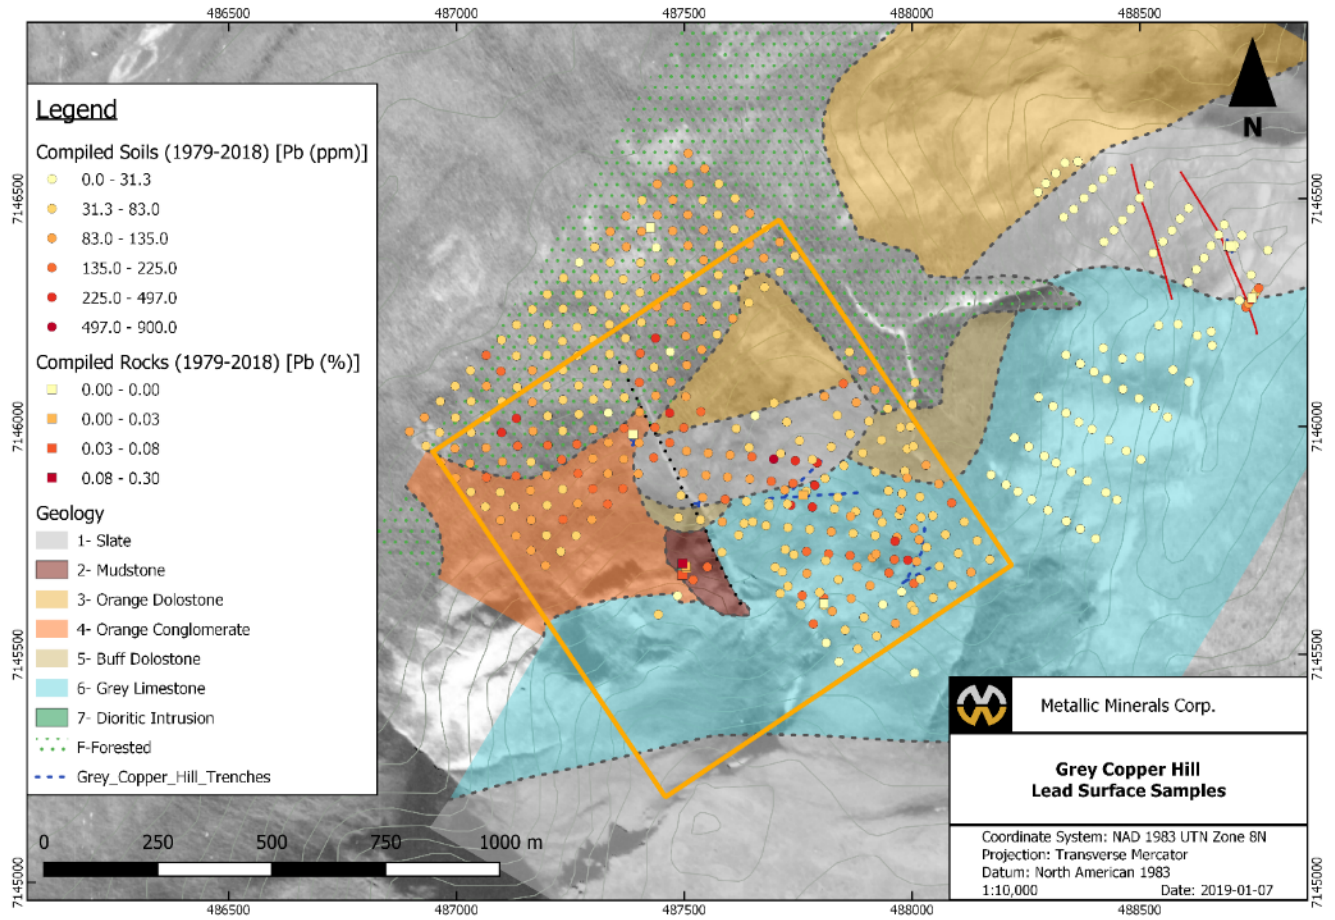 486500 487000 487500 488000 488500
Legend
Compiled Soils (1979-2018) [Pb (ppm)]
0.0 - 31.3
31.3 - 83.0
83.0 - 135.0
135.0 - 225.0
225.0 - 497.0
497.0 - 900.0
Compiled Rocks (1979-2018) [Pb (%)]
0.00 - 0.00
0.00 - 0.03
0.03 - 0.08
0.08 - 0.30
Geology
1- Slate
2- Mudstone
3- Orange Dolostone
4- Orange Conglomerate
5- Buff Dolostone
6- Grey Limestone
7- Dioritic Intrusion
F-Forested
Grey_Copper_Hill_Trenches
0 250 500 750 1000 m
7146500
7146000
7145500
7145000
N
7146500
7146000
7145500
7145000
Metallic Minerals Corp.
Grey Copper Hill
Lead Surface Samples
Coordinate System: NAD 1983 UTN Zone 8N
Projection: Transverse Mercator
Datum: North American 1983
1:10,000 Date: 2019-01-07
486500 487000 487500 488000 488500